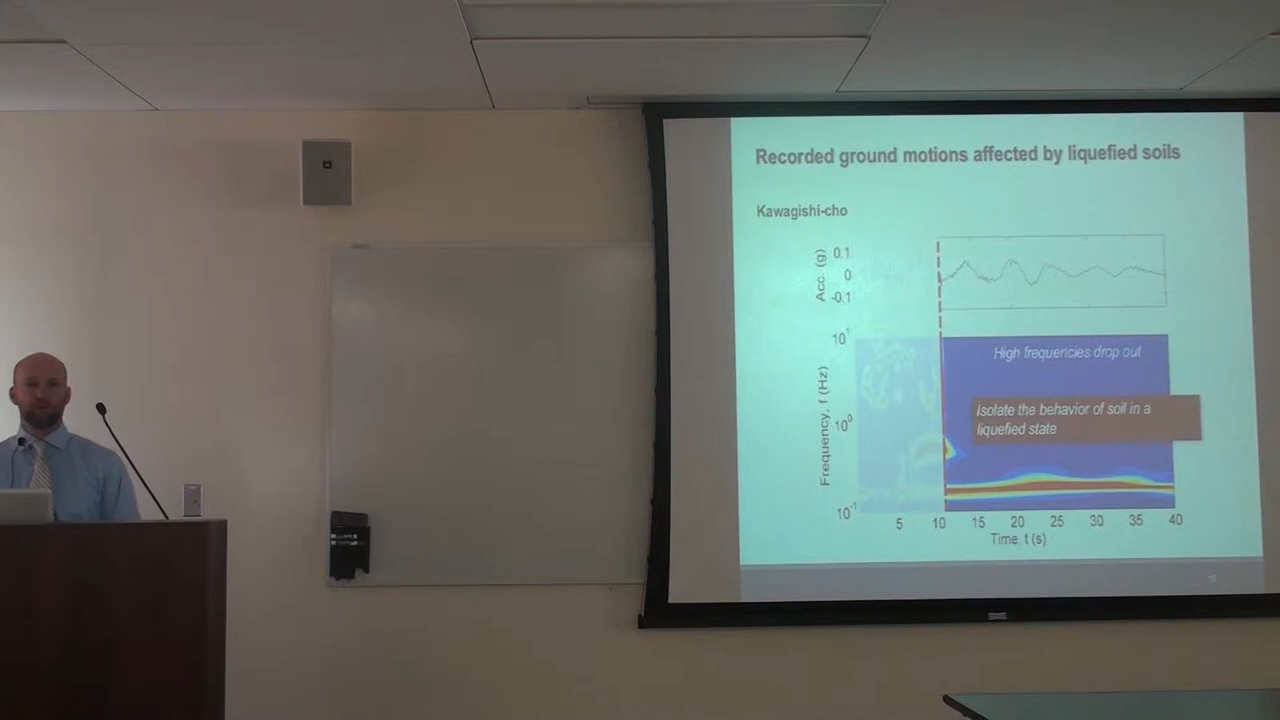 Recorded ground motions affected by liquefied soils
Kawagishi-cho
Acc. (g)
0.1
0
-0.1
High frequencies drop out
Isolate the behavior of soil in a
liquefied state
Frequency, f (Hz)
10¹
10⁰
10⁻¹
5 10 15 20 25 30 35 40
Time, t (s)